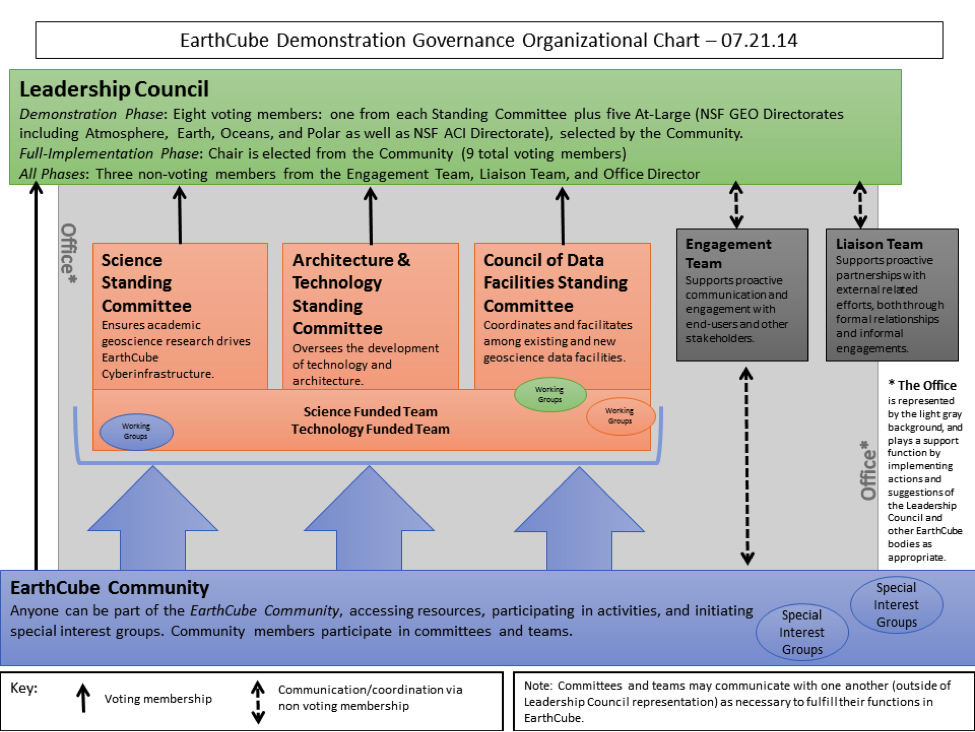 EarthCube Demonstration Governance Organizational Chart – 07.21.14
Leadership Council
Demonstration Phase: Eight voting members: one from each Standing Committee plus five At-Large (NSF GEO Directorates
including Atmosphere, Earth, Oceans, and Polar as well as NSF ACI Directorate), selected by the Community.
Full-Implementation Phase: Chair is elected from the Community (9 total voting members)
All Phases: Three non-voting members from the Engagement Team, Liaison Team, and Office Director
Office*
Science
Standing
Committee
Ensures academic
geoscience research drives
EarthCube
Cyberinfrastructure.
Architecture &
Technology
Standing
Committee
Oversees the development
of technology and
architecture.
Council of Data
Facilities Standing
Committee
Coordinates and facilitates
among existing and new
geoscience data facilities.
Engagement
Team
Supports proactive
communication and
engagement with
end-users and other
stakeholders.
Liaison Team
Supports proactive
partnerships with
external related
efforts, both through
formal relationships
and informal
engagements.
Working
Groups
Science Funded Team
Technology Funded Team
Working
Groups
Working
Groups
Office*
* The Office
is represented
by the light gray
background, and
plays a support
function by
implementing
actions and
suggestions of
the Leadership
Council and
other EarthCube
bodies as
appropriate.
EarthCube Community
Anyone can be part of the EarthCube Community, accessing resources, participating in activities, and initiating
special interest groups. Community members participate in committees and teams.
Special
Interest
Groups
Special
Interest
Groups
Key:
Voting membership
Communication/coordination via
non voting membership
Note: Committees and teams may communicate with one another (outside of
Leadership Council representation) as necessary to fulfill their functions in
EarthCube.